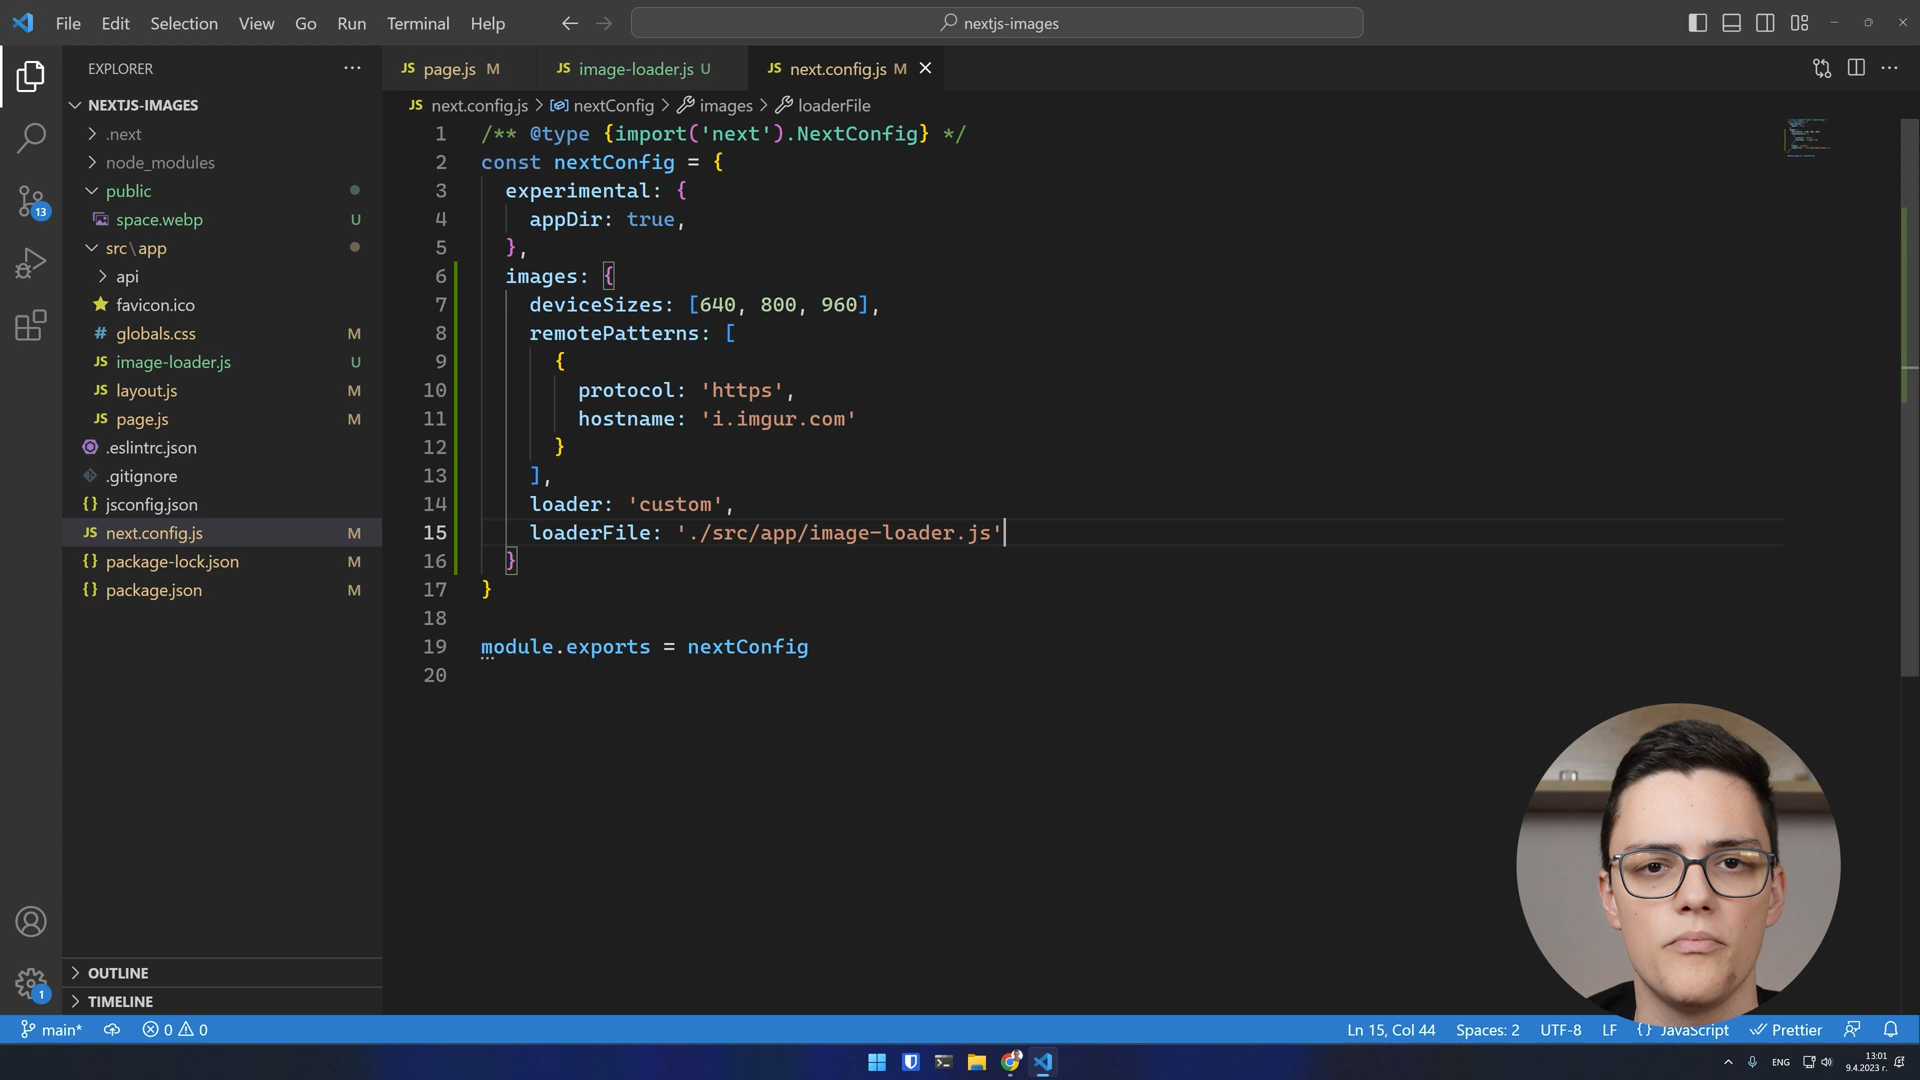 File Edit Selection View Go Run Terminal Help
nextjs-images
EXPLORER
NEXTJS-IMAGES
.next
node_modules
public
space.webp U
src\app
api
favicon.ico
globals.css M
image-loader.js U
layout.js M
page.js M
.eslintrc.json
.gitignore
jsconfig.json
next.config.js M
package-lock.json M
package.json M
OUTLINE
TIMELINE
13
1
JS page.js M
JS image-loader.js U
JS next.config.js M
JS next.config.js > nextConfig > images > loaderFile
1 /** @type {import('next').NextConfig} */
2 const nextConfig = {
3 experimental: {
4 appDir: true,
5 },
6 images: {
7 deviceSizes: [640, 800, 960],
8 remotePatterns: [
9 {
10 protocol: 'https',
11 hostname: 'i.imgur.com'
12 }
13 ],
14 loader: 'custom',
15 loaderFile: './src/app/image-loader.js'
16 }
17 }
18
19 module.exports = nextConfig
20
main* 0 0
Ln 15, Col 44 Spaces: 2 UTF-8 LF {} JavaScript Prettier
ENG
13:01
9.4.2023 г.